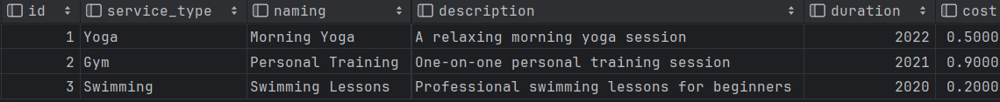 id service_type naming description duration cost
1 Yoga Morning Yoga A relaxing morning yoga session 2022 0.5000
2 Gym Personal Training One-on-one personal training session 2021 0.9000
3 Swimming Swimming Lessons Professional swimming lessons for beginners 2020 0.2000